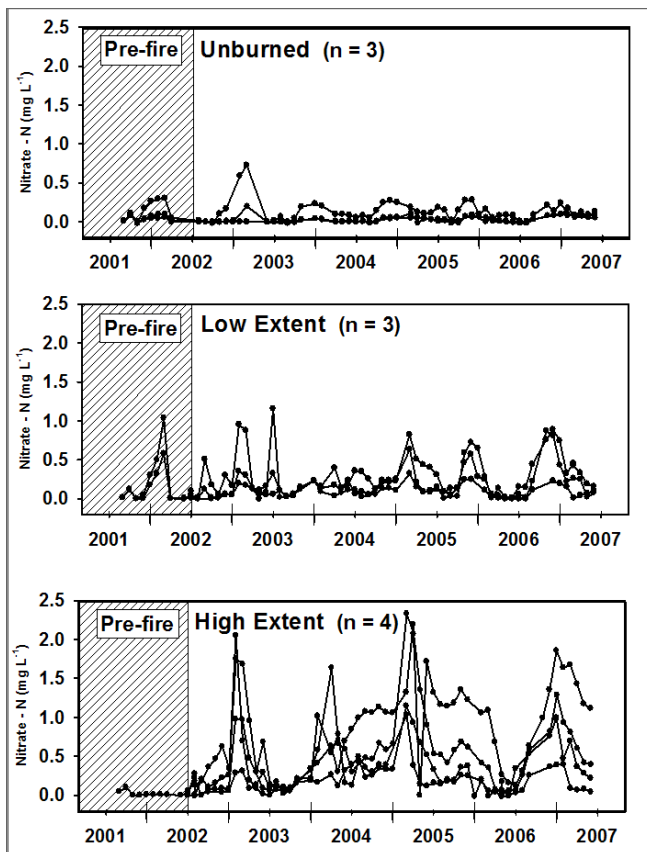 Pre-fire Unburned (n = 3)
Nitrate - N (mg L-1)
2.5
2.0
1.5
1.0
0.5
0.0
2001 2002 2003 2004 2005 2006 2007
Pre-fire Low Extent (n = 3)
Nitrate - N (mg L-1)
2.5
2.0
1.5
1.0
0.5
0.0
2001 2002 2003 2004 2005 2006 2007
Pre-fire High Extent (n = 4)
Nitrate - N (mg L-1)
2.5
2.0
1.5
1.0
0.5
0.0
2001 2002 2003 2004 2005 2006 2007